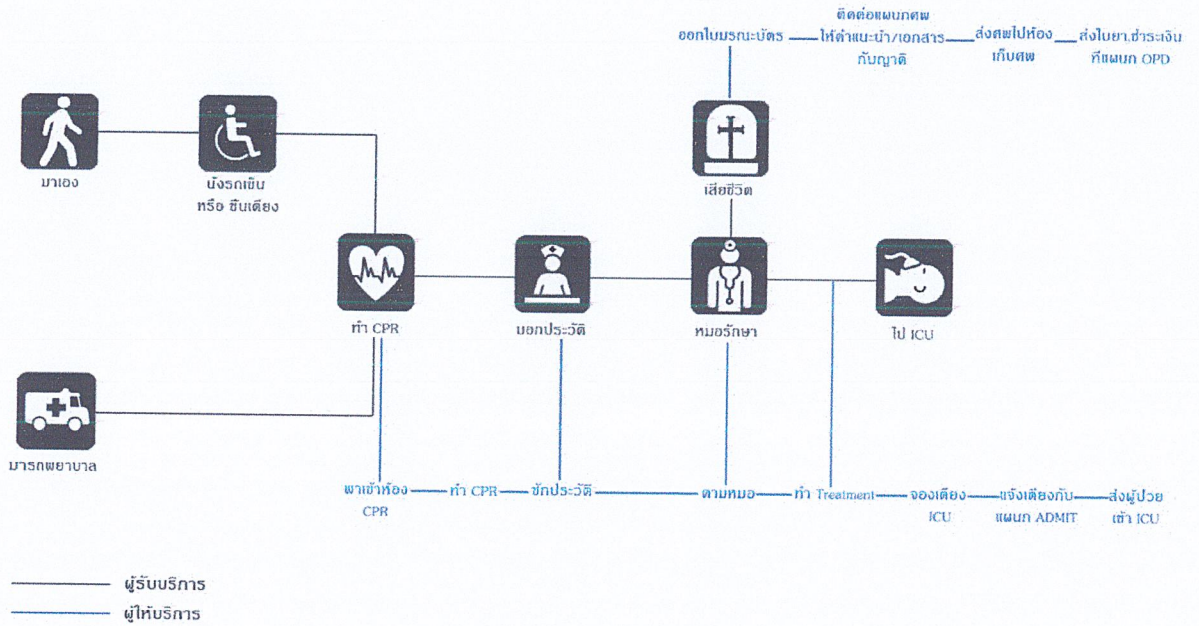 ติดต่อแผนกศพ
ออกใบมรณะบัตร ให้คำแนะนำ/เอกสาร ส่งศพไปห้อง ส่งใบยา,ชำระเงิน
กับญาติ เก็บศพ ที่แผนก OPD
มาเอง
นั่งรถเข็น
หรือ ขึ้นเตียง
เสียชีวิต
ทำ CPR
บอกประวัติ
หมอรักษา
ไป ICU
มารถพยาบาล
พาเข้าห้อง ทำ CPR ซักประวัติ ตามหมอ ทำ Treatment จองเตียง แจ้งเตียงกับ ส่งผู้ป่วย
CPR ICU แผนก ADMIT เข้า ICU
ผู้รับบริการ
ผู้ให้บริการ